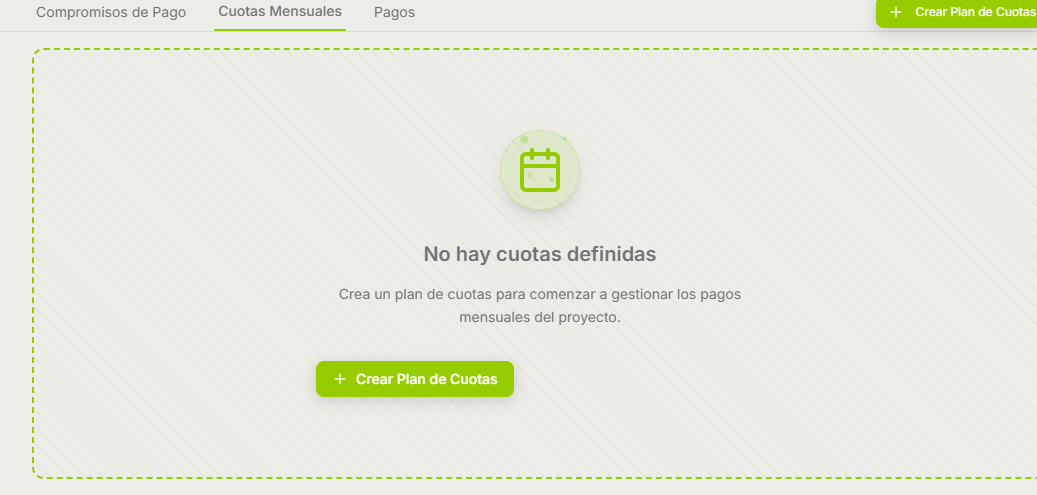 Compromisos de Pago
Cuotas Mensuales
Pagos
Crear Plan de Cuotas
No hay cuotas definidas
Crea un plan de cuotas para comenzar a gestionar los pagos
mensuales del proyecto.
Crear Plan de Cuotas